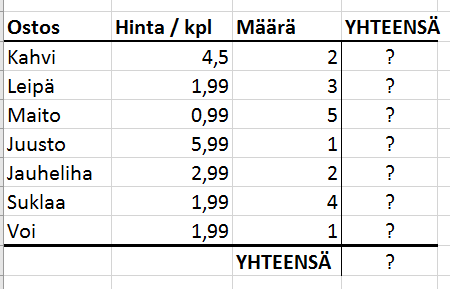 Ostos Hinta / kpl Määrä YHTEENSÄ
Kahvi 4,5 2 ?
Leipä 1,99 3 ?
Maito 0,99 5 ?
Juusto 5,99 1 ?
Jauheliha 2,99 2 ?
Suklaa 1,99 4 ?
Voi 1,99 1 ?
YHTEENSÄ ?